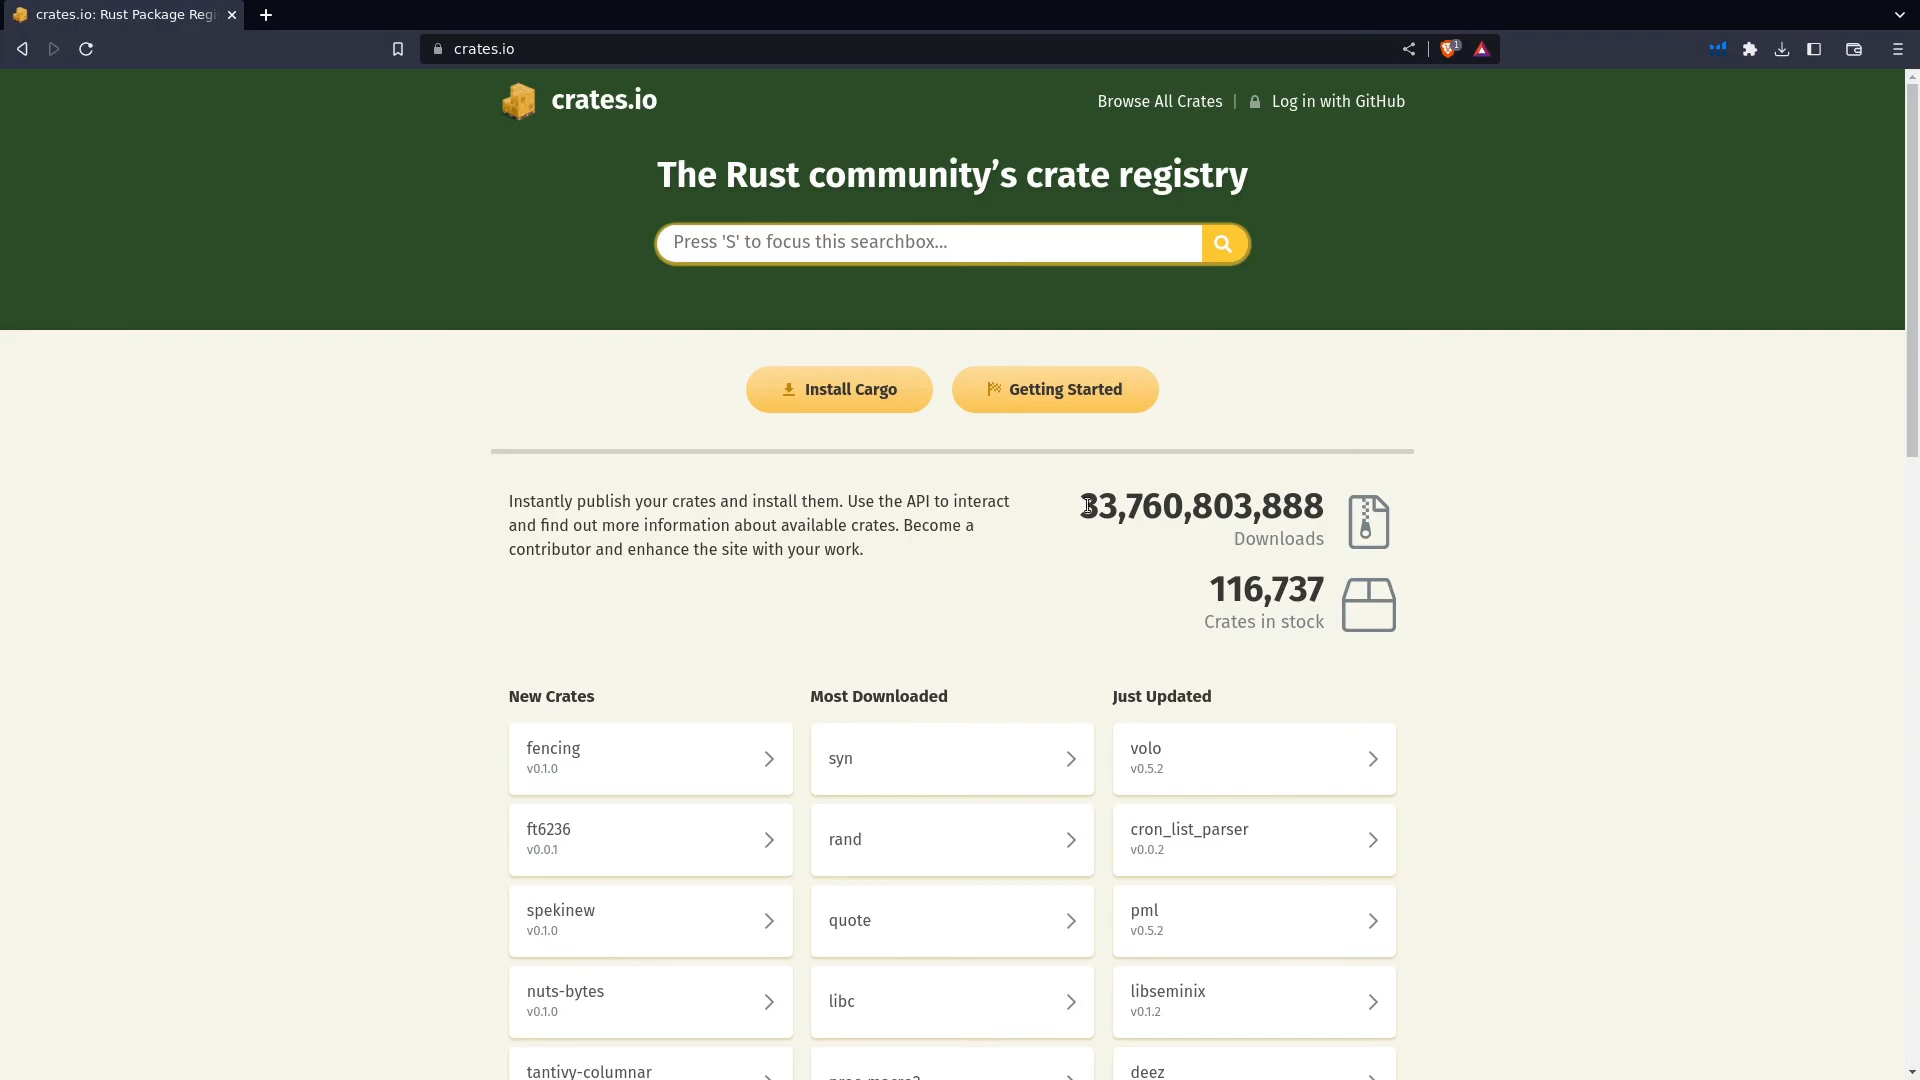 crates.io: Rust Package Regi
crates.io
1
crates.io
Browse All Crates | Log in with GitHub
The Rust community’s crate registry
Press 'S' to focus this searchbox...
Install Cargo
Getting Started
Instantly publish your crates and install them. Use the API to interact
and find out more information about available crates. Become a
contributor and enhance the site with your work.
33,760,803,888
Downloads
116,737
Crates in stock
New Crates
fencing
v0.1.0
ft6236
v0.0.1
spekinew
v0.1.0
nuts-bytes
v0.1.0
tantivy-columnar
Most Downloaded
syn
rand
quote
libc
proc-macro2
Just Updated
volo
v0.5.2
cron_list_parser
v0.0.2
pml
v0.5.2
libseminix
v0.1.2
deez